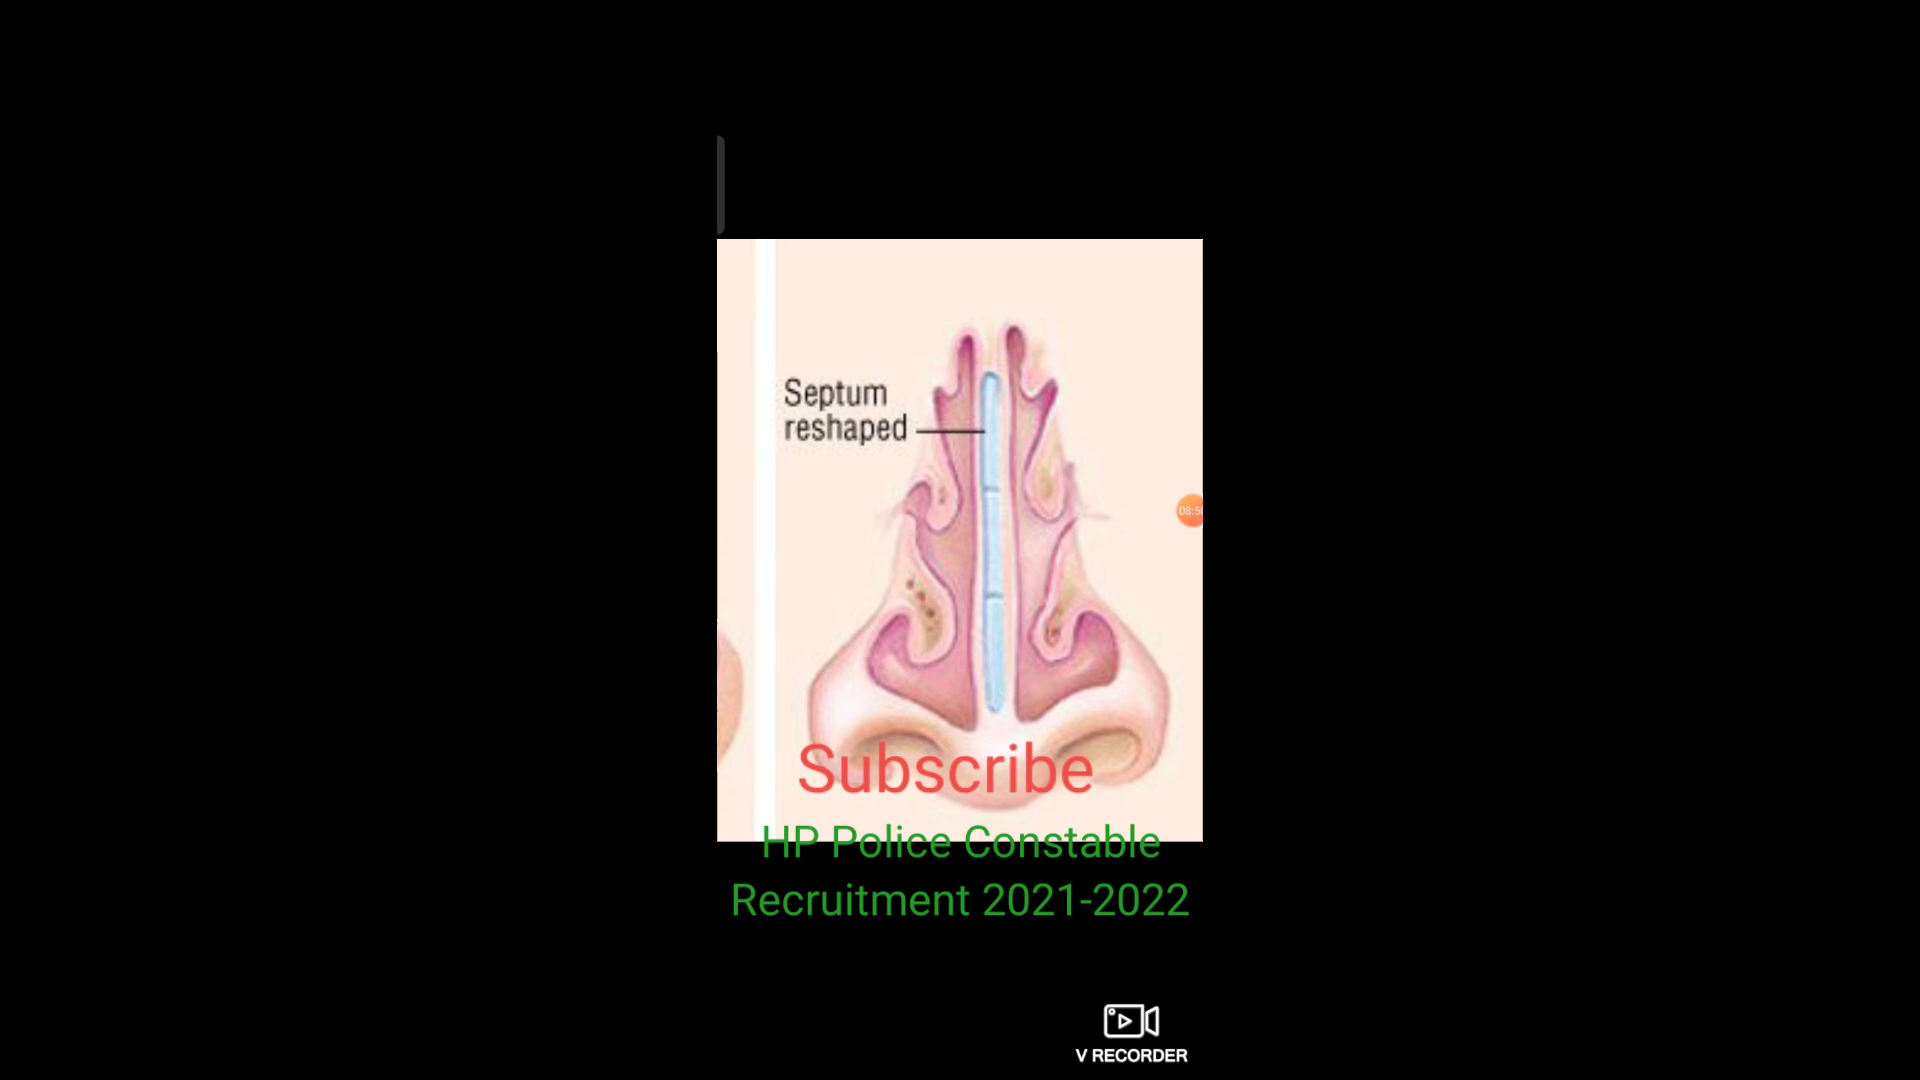 Septum
reshaped
Subscribe
HP Police Constable
Recruitment 2021-2022
V RECORDER